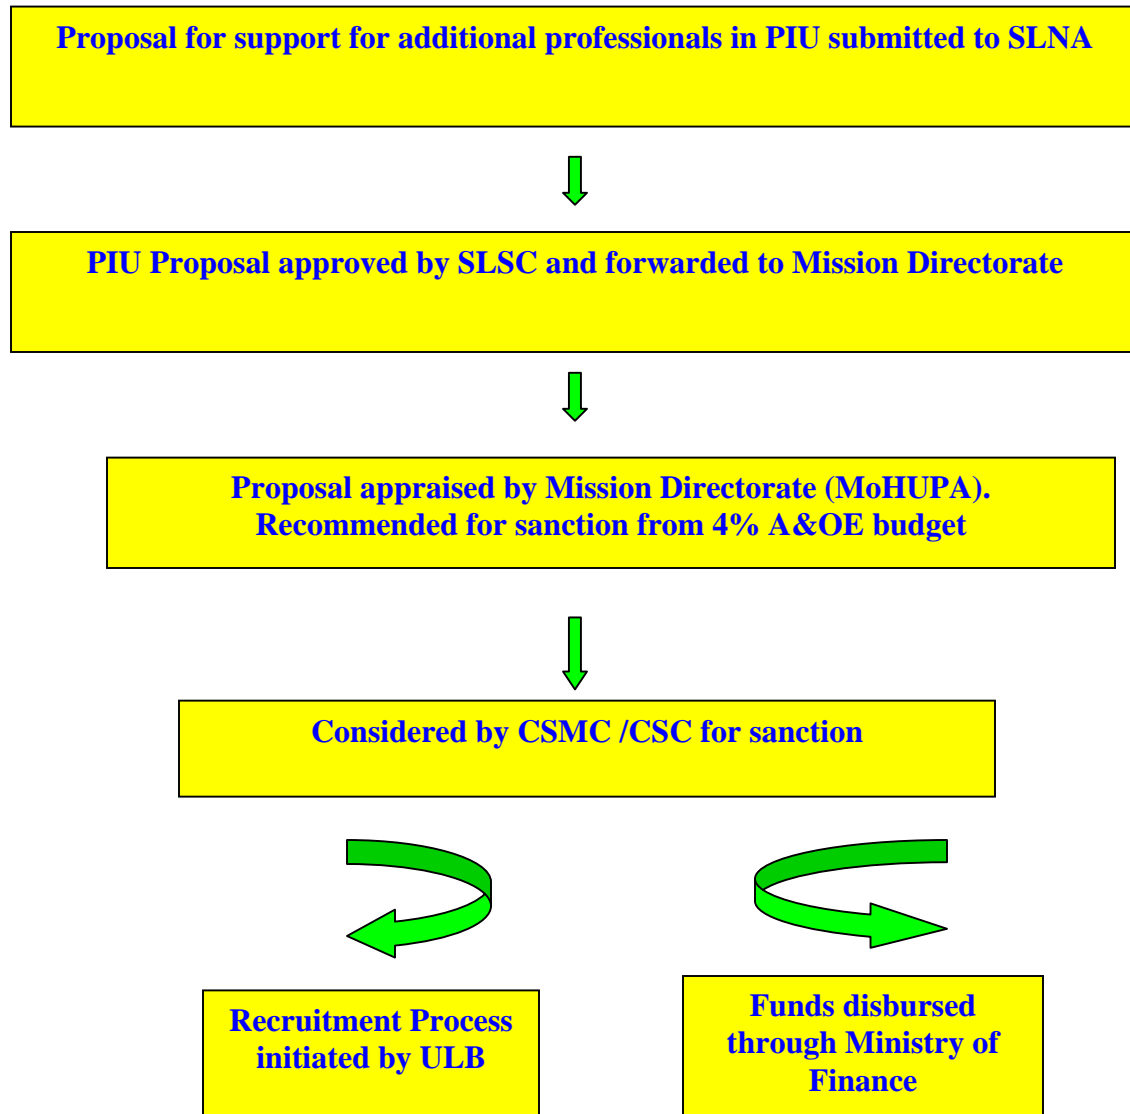 Proposal for support for additional professionals in PIU submitted to SLNA
PIU Proposal approved by SLSC and forwarded to Mission Directorate
Proposal appraised by Mission Directorate (MoHUPA).
Recommended for sanction from 4% A&OE budget
Considered by CSMC /CSC for sanction
Recruitment Process
initiated by ULB
Funds disbursed
through Ministry of
Finance